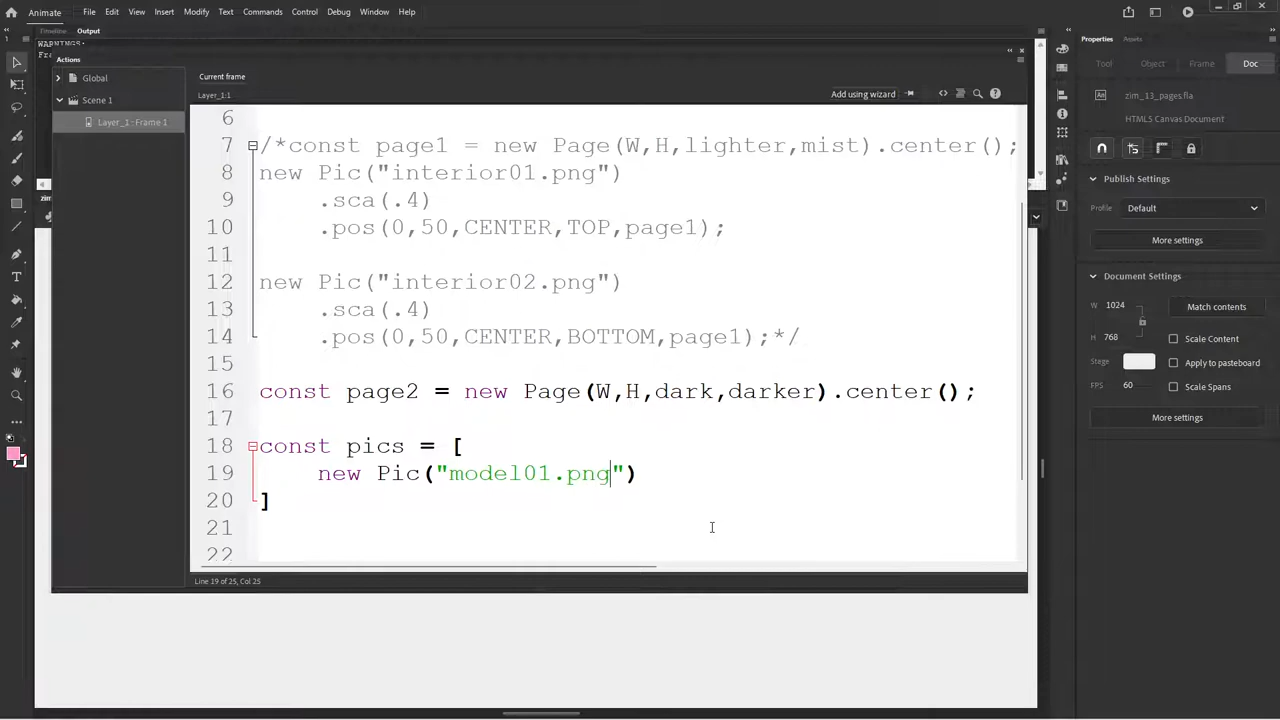 Animate File Edit View Insert Modify Text Commands Control Debug Window Help
Timeline Output
WARNINGS:
Actions
Global
Scene 1
Layer_1 - Frame 1
Current frame
Layer_1:1
Add using wizard
6
7 /*const page1 = new Page(W,H,lighter,mist).center();
8 new Pic("interior01.png")
9 .sca(.4)
10 .pos(0,50,CENTER,TOP,page1);
11
12 new Pic("interior02.png")
13 .sca(.4)
14 .pos(0,50,CENTER,BOTTOM,page1);*/
15
16 const page2 = new Page(W,H,dark,darker).center();
17
18 const pics = [
19 new Pic("model01.png")
20 ]
21
22
Line 19 of 25, Col 25
Properties Assets
Tool Object Frame Doc
zim_13_pages.fla
HTML5 Canvas Document
Publish Settings
Profile Default
More settings
Document Settings
W 1024 Match contents
H 768 Scale Content
Stage Apply to pasteboard
FPS 60 Scale Spans
More settings